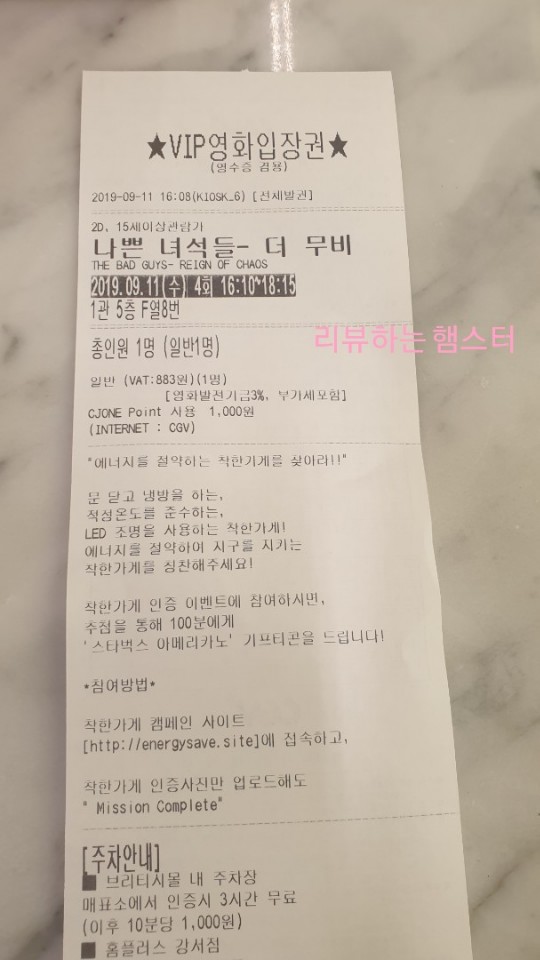 ★VIP영화입장권★
(영수증 겸용)
2019-09-11 16:08(KIOSK_6) [전체발권]
2D, 15세이상관람가
나쁜 녀석들- 더 무비
THE BAD GUYS- REIGN OF CHAOS
2019.09.11(수) 4회 16:10~18:15
1관 5층 F열8번
리뷰하는 햄스터
총인원 1명 (일반1명)
일반 (VAT:883원)(1명)
[영화발전기금3%, 부가세포함]
CJONE Point 사용 1,000원
(INTERNET : CGV)
"에너지를 절약하는 착한가게를 찾아라!!"
문 닫고 냉방을 하는,
적정온도를 준수하는,
LED 조명을 사용하는 착한가게!
에너지를 절약하여 지구를 지키는
착한가게를 칭찬해주세요!
착한가게 인증 이벤트에 참여하시면,
추첨을 통해 100분에게
'스타벅스 아메리카노' 기프티콘을 드립니다!
*참여방법*
착한가게 캠페인 사이트
[http://energysave.site]에 접속하고,
착한가게 인증사진만 업로드해도
" Mission Complete"
[주차안내]
■ 브리티시몰 내 주차장
매표소에서 인증시 3시간 무료
(이후 10분당 1,000원)
■ 홈플러스 강서점